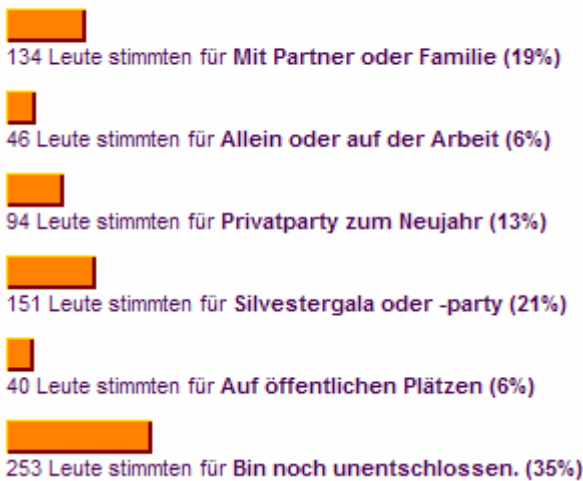 134 Leute stimmten für Mit Partner oder Familie (19%)
46 Leute stimmten für Allein oder auf der Arbeit (6%)
94 Leute stimmten für Privatparty zum Neujahr (13%)
151 Leute stimmten für Silvestergala oder -party (21%)
40 Leute stimmten für Auf öffentlichen Plätzen (6%)
253 Leute stimmten für Bin noch unentschlossen. (35%)